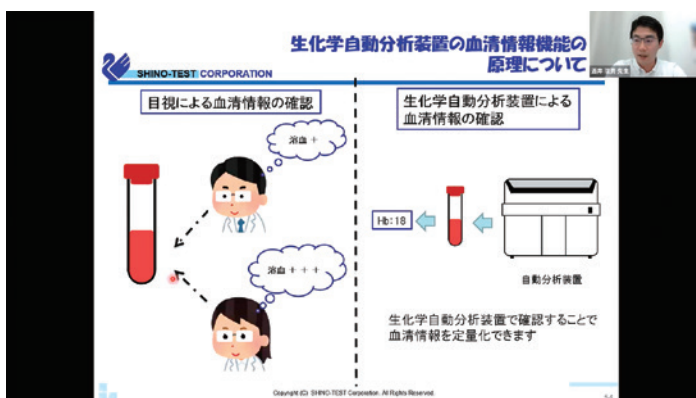 生化学自動分析装置の血清情報機能の
原理について
SHINO-TEST CORPORATION
目視による血清情報の確認
溶血+
溶血+++
生化学自動分析装置による
血清情報の確認
Hb:18
自動分析装置
生化学自動分析装置で確認することで
血清情報を定量化できます
Copyright (C) SHINO-TEST Corporation. All Rights Reserved.